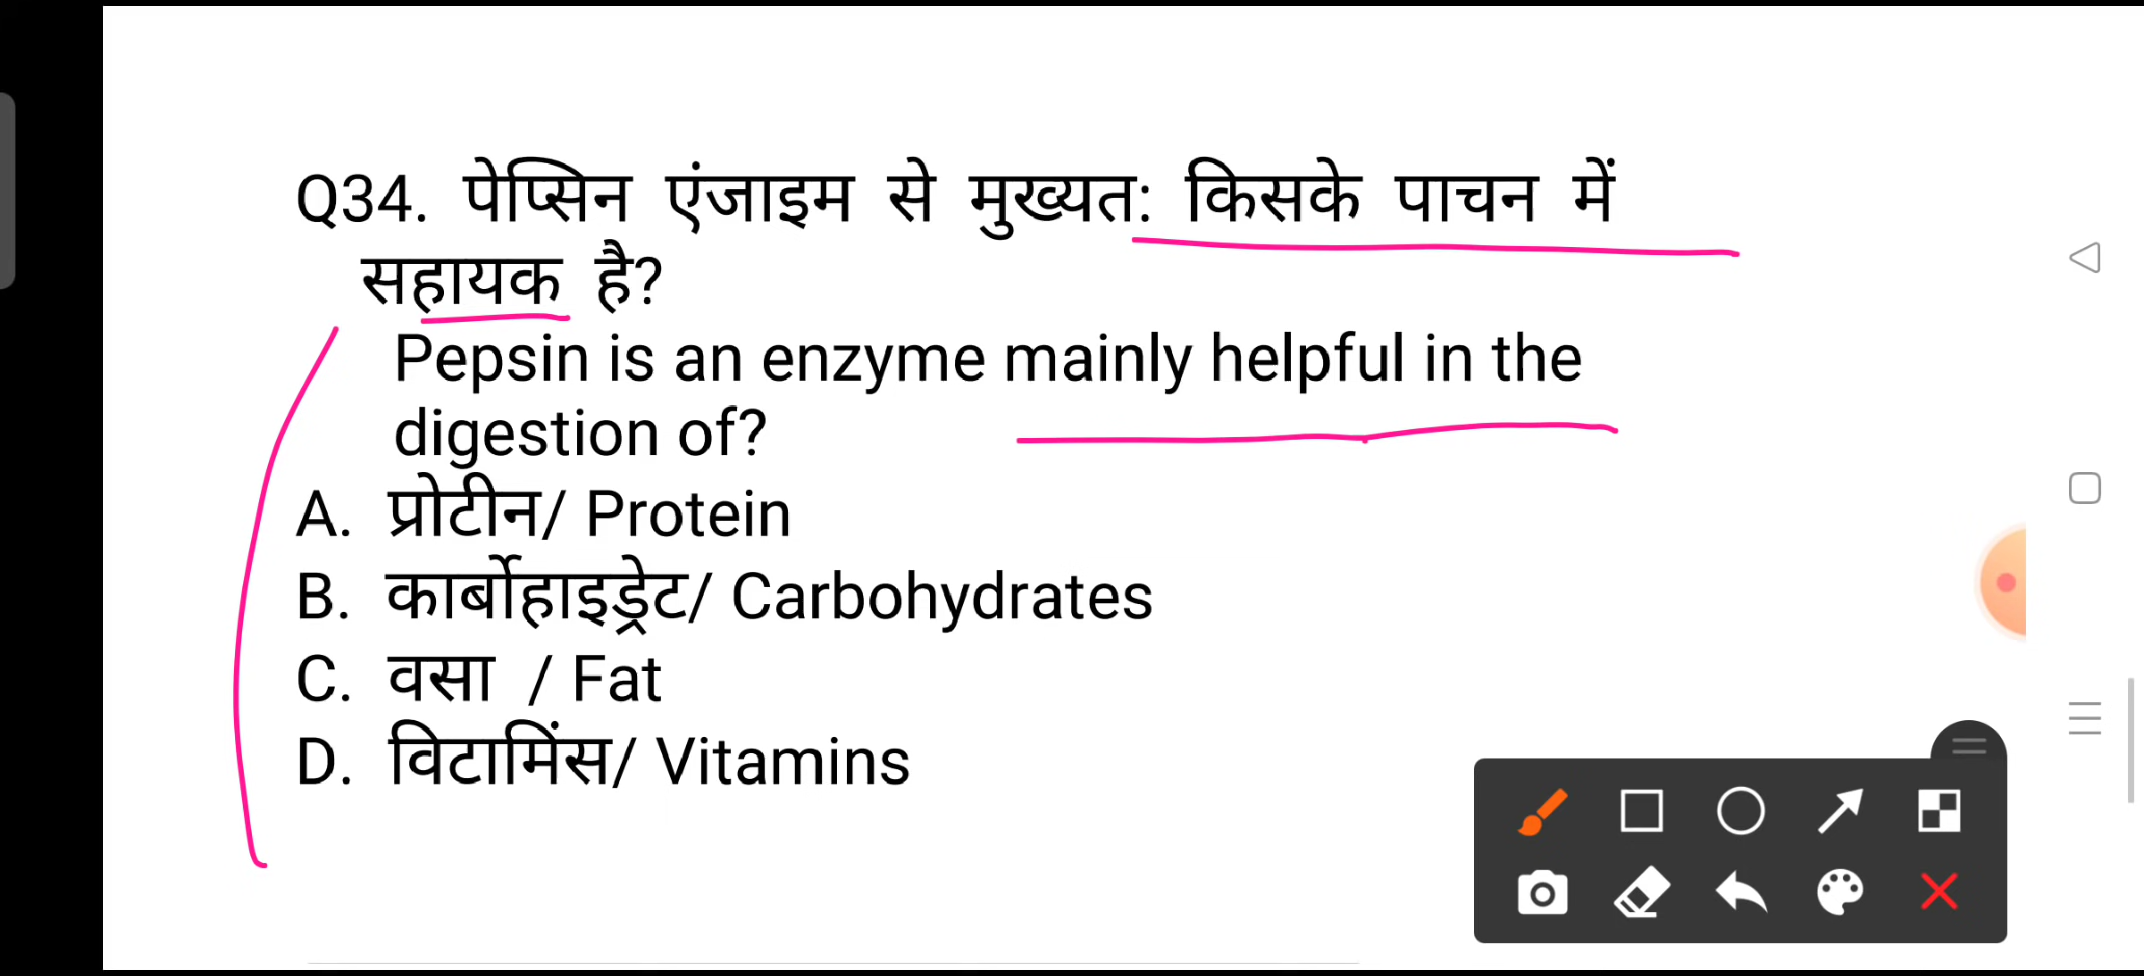 Q34. पेप्सिन एंजाइम से मुख्यत: किसके पाचन में
सहायक है?
Pepsin is an enzyme mainly helpful in the
digestion of?
A. प्रोटीन/ Protein
B. कार्बोहाइड्रेट/ Carbohydrates
C. वसा / Fat
D. विटामिंस/ Vitamins